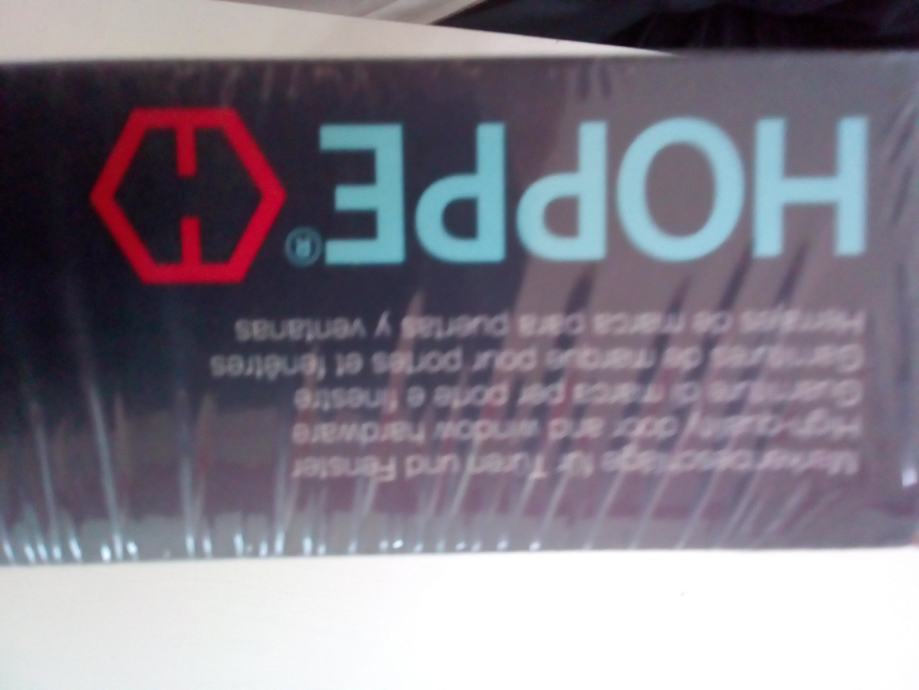 Markenbeschläge für Türen und Fenster
High-quality door and window hardware
Guarniture di marca per porte e finestre
Garnitures de marque pour portes et fenêtres
Herrajes de marca para puertas y ventanas
HOPPE®